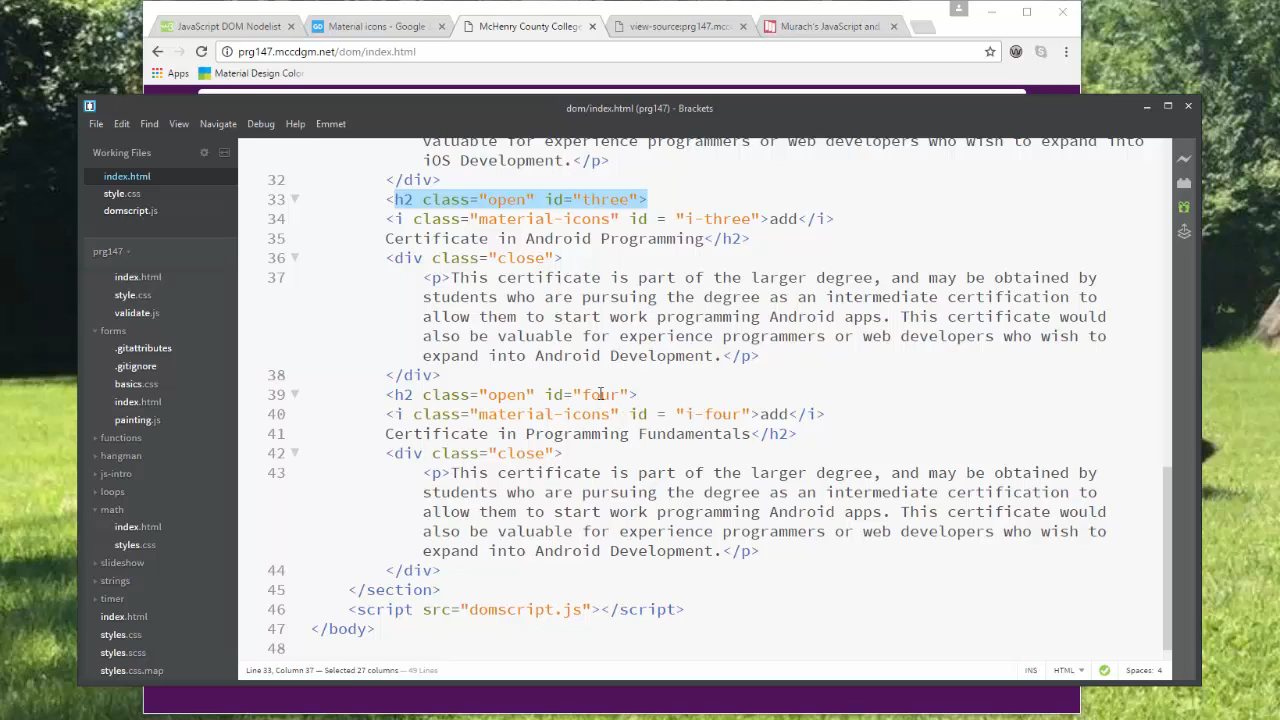 JavaScript DOM Nodelist
Material icons - Google
McHenry County College
view-source:prg147.mcc
Murach's JavaScript and
prg147.mccdgm.net/dom/index.html
Apps
Material Design Color
dom/index.html (prg147) - Brackets
File Edit Find View Navigate Debug Help Emmet
Working Files
index.html
style.css
domscript.js
prg147
index.html
style.css
validate.js
forms
.gitattributes
.gitignore
basics.css
index.html
painting.js
functions
hangman
js-intro
loops
math
index.html
styles.css
slideshow
strings
timer
index.html
styles.css
styles.scss
styles.css.map
valuable for experience programmers or web developers who wish to expand into
iOS Development.</p>
32 </div>
33 <h2 class="open" id="three">
34 <i class="material-icons" id = "i-three">add</i>
35 Certificate in Android Programming</h2>
36 <div class="close">
37 <p>This certificate is part of the larger degree, and may be obtained by
students who are pursuing the degree as an intermediate certification to
allow them to start work programming Android apps. This certificate would
also be valuable for experience programmers or web developers who wish to
expand into Android Development.</p>
38 </div>
39 <h2 class="open" id="four">
40 <i class="material-icons" id = "i-four">add</i>
41 Certificate in Programming Fundamentals</h2>
42 <div class="close">
43 <p>This certificate is part of the larger degree, and may be obtained by
students who are pursuing the degree as an intermediate certification to
allow them to start work programming Android apps. This certificate would
also be valuable for experience programmers or web developers who wish to
expand into Android Development.</p>
44 </div>
45 </section>
46 <script src="domscript.js"></script>
47 </body>
48
Line 33, Column 37 — Selected 27 columns — 49 Lines
INS HTML Spaces: 4